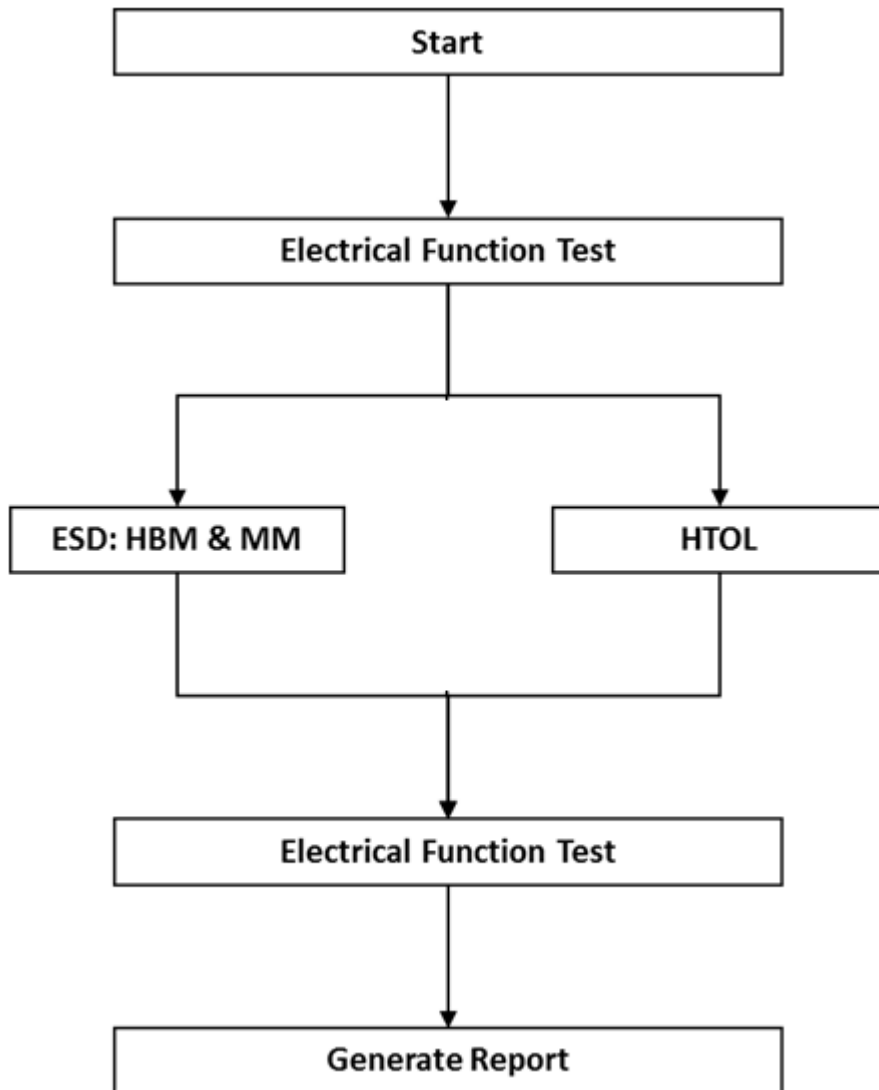 Start
Electrical Function Test
ESD: HBM & MM
HTOL
Electrical Function Test
Generate Report